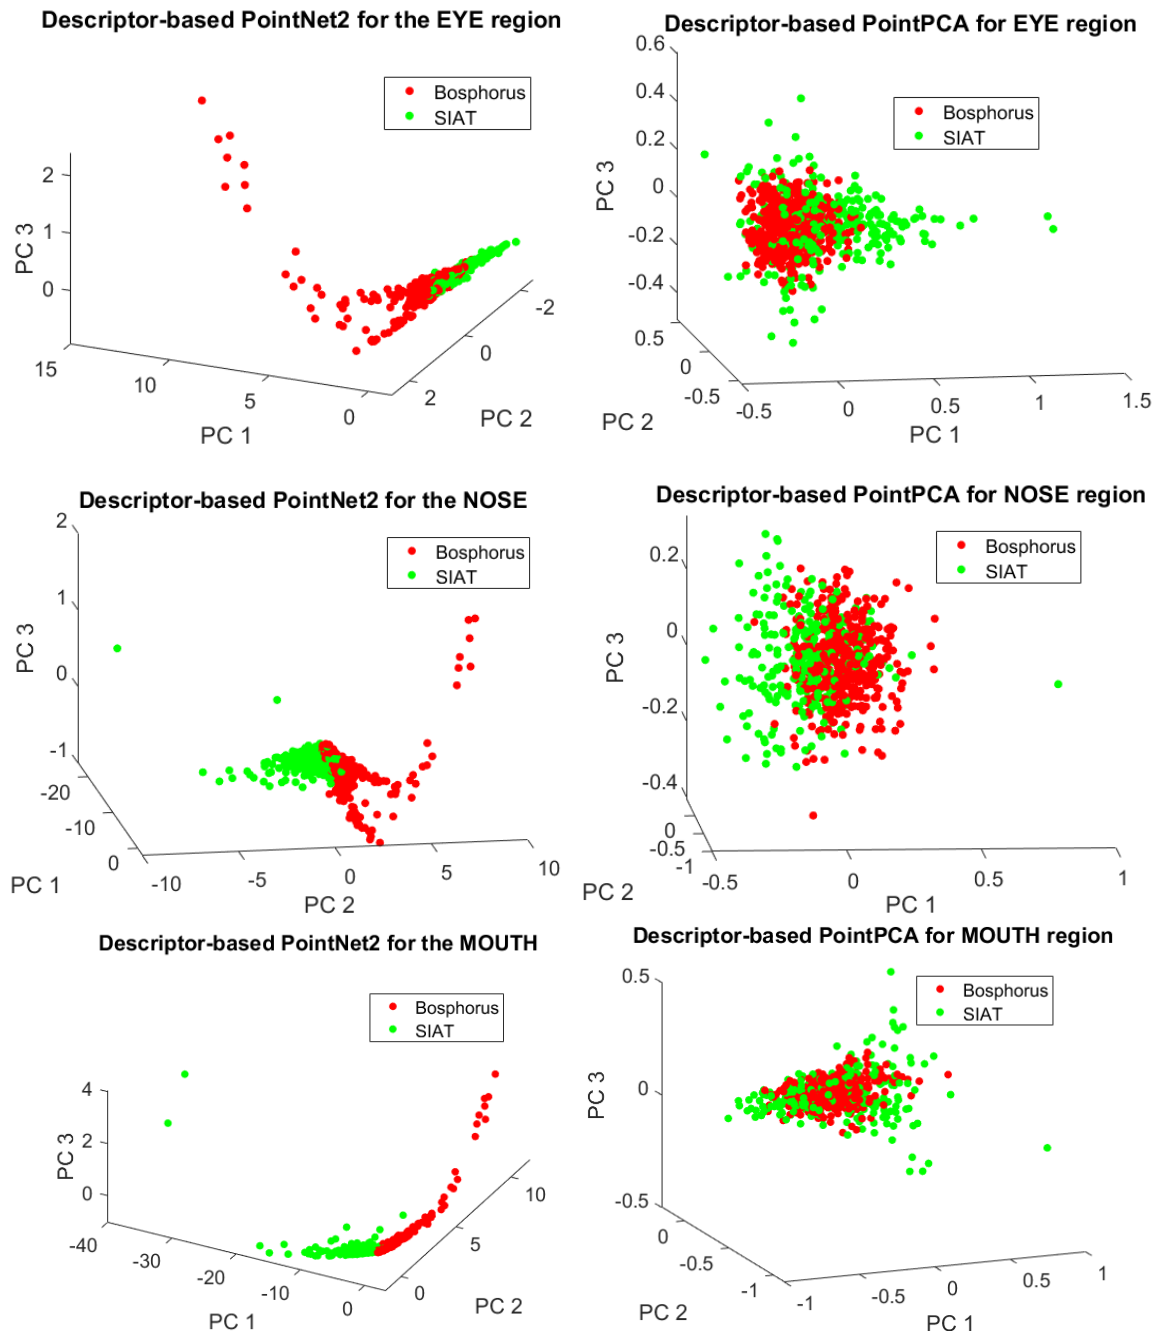 Descriptor-based PointNet2 for the EYE region
Bosphorus
SIAT
2
1
0
PC 3
15
10
5
0
PC 1
-2
0
2
PC 2
Descriptor-based PointPCA for EYE region
Bosphorus
SIAT
0.6
0.4
0.2
0
-0.2
-0.4
PC 3
0.5
0
-0.5
PC 2
-0.5
0
0.5
1
1.5
PC 1
Descriptor-based PointNet2 for the NOSE
Bosphorus
SIAT
2
1
0
-1
PC 3
-20
-10
0
PC 1
-10
-5
0
5
10
PC 2
Descriptor-based PointPCA for NOSE region
Bosphorus
SIAT
0.2
0
-0.2
-0.4
PC 3
0
-0.5
-1
PC 2
-0.5
0
0.5
1
PC 1
Descriptor-based PointNet2 for the MOUTH
Bosphorus
SIAT
4
2
0
PC 3
-40
-30
-20
-10
0
PC 1
10
5
0
PC 2
Descriptor-based PointPCA for MOUTH region
Bosphorus
SIAT
0.5
0
-0.5
PC 3
0
-0.5
-1
PC 2
-1
-0.5
0
0.5
1
PC 1